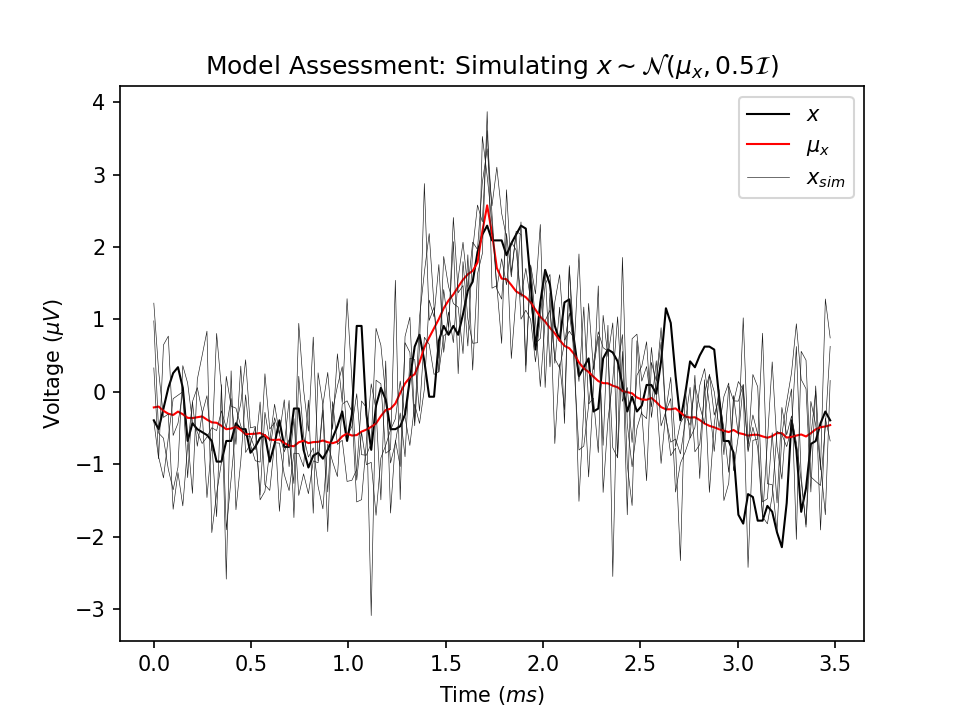 Model Assessment: Simulating x ∼ 𝒩(μₓ, 0.5ℐ)
x
μₓ
x_sim
4
3
2
1
0
−1
−2
−3
Voltage (μV)
0.0 0.5 1.0 1.5 2.0 2.5 3.0 3.5
Time (ms)